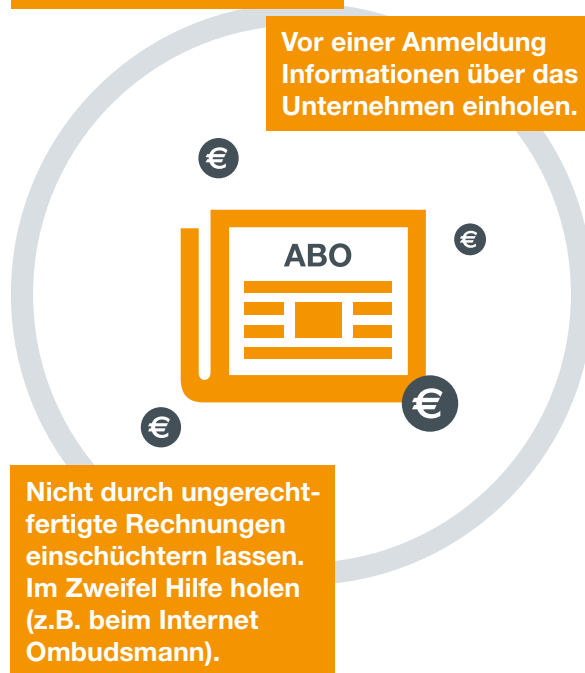 Vor einer Anmeldung
Informationen über das
Unternehmen einholen.
€
€
ABO
€
€
Nicht durch ungerecht-
fertigte Rechnungen
einschüchtern lassen.
Im Zweifel Hilfe holen
(z.B. beim Internet
Ombudsmann).